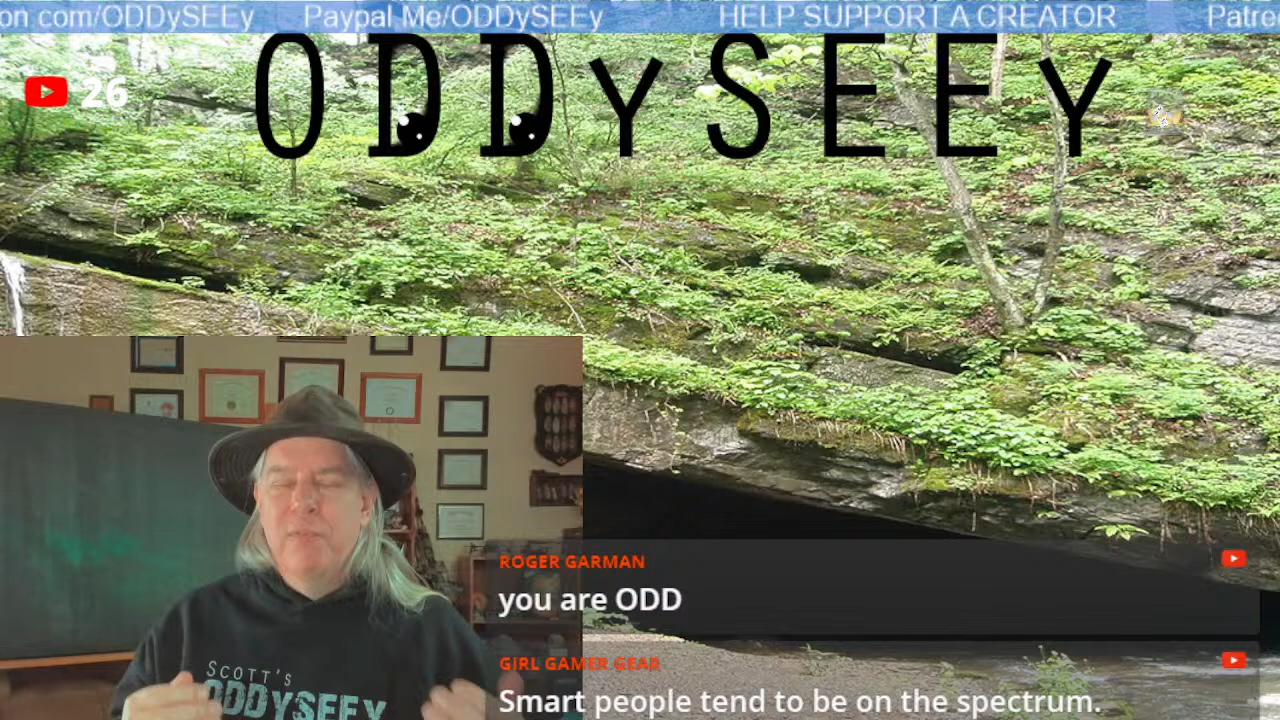 on.com/ODDySEEy Paypal Me/ODDySEEy HELP SUPPORT A CREATOR Patre
ODDySEEy
26
ROGER GARMAN
you are ODD
GIRL GAMER GEAR
Smart people tend to be on the spectrum.
SCOTT'S
ODDySEEy